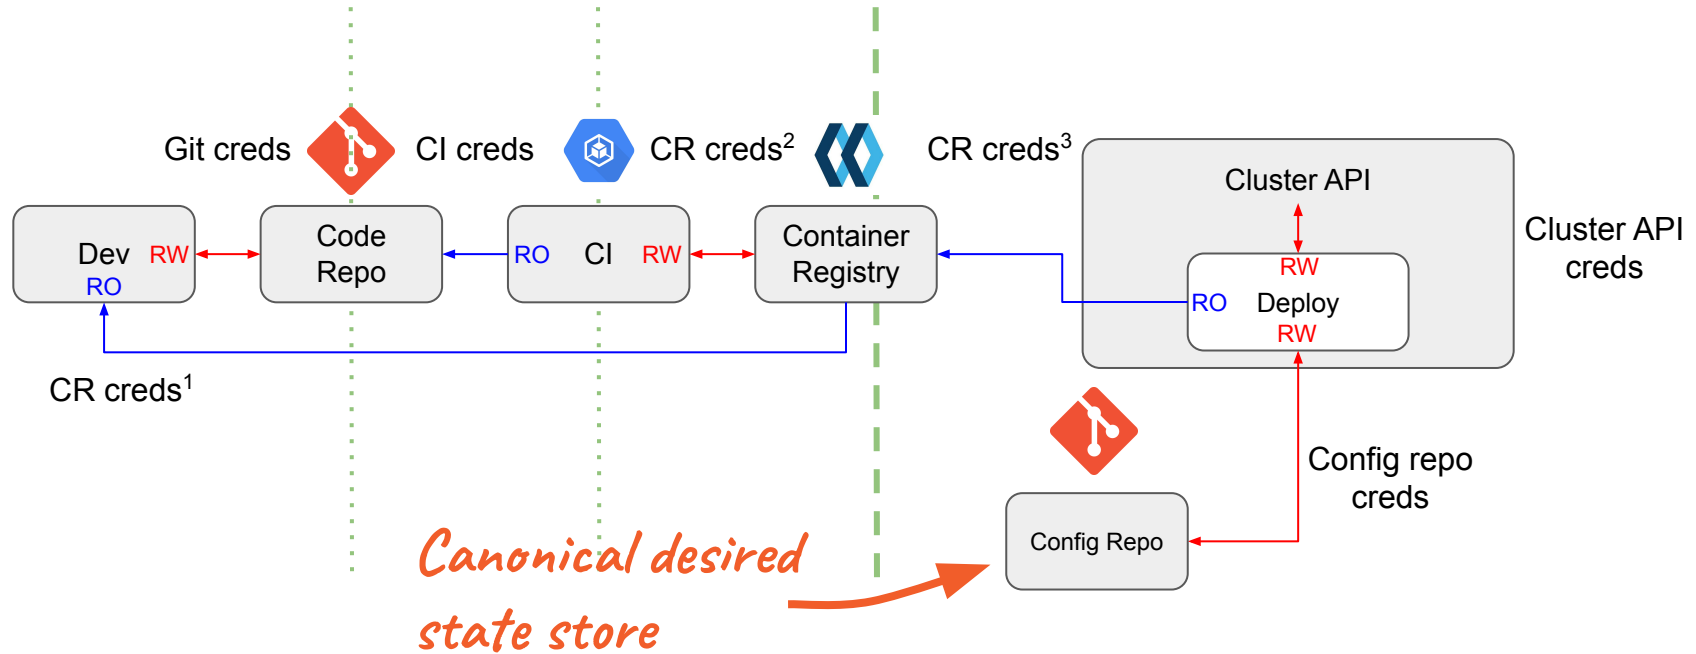 Git creds
CI creds
CR creds²
CR creds³
Cluster API
Cluster API
creds
Dev
RW
RO
Code
Repo
RO
CI
RW
Container
Registry
RW
RO
Deploy
RW
CR creds¹
Config repo
creds
Config Repo
Canonical desired
state store